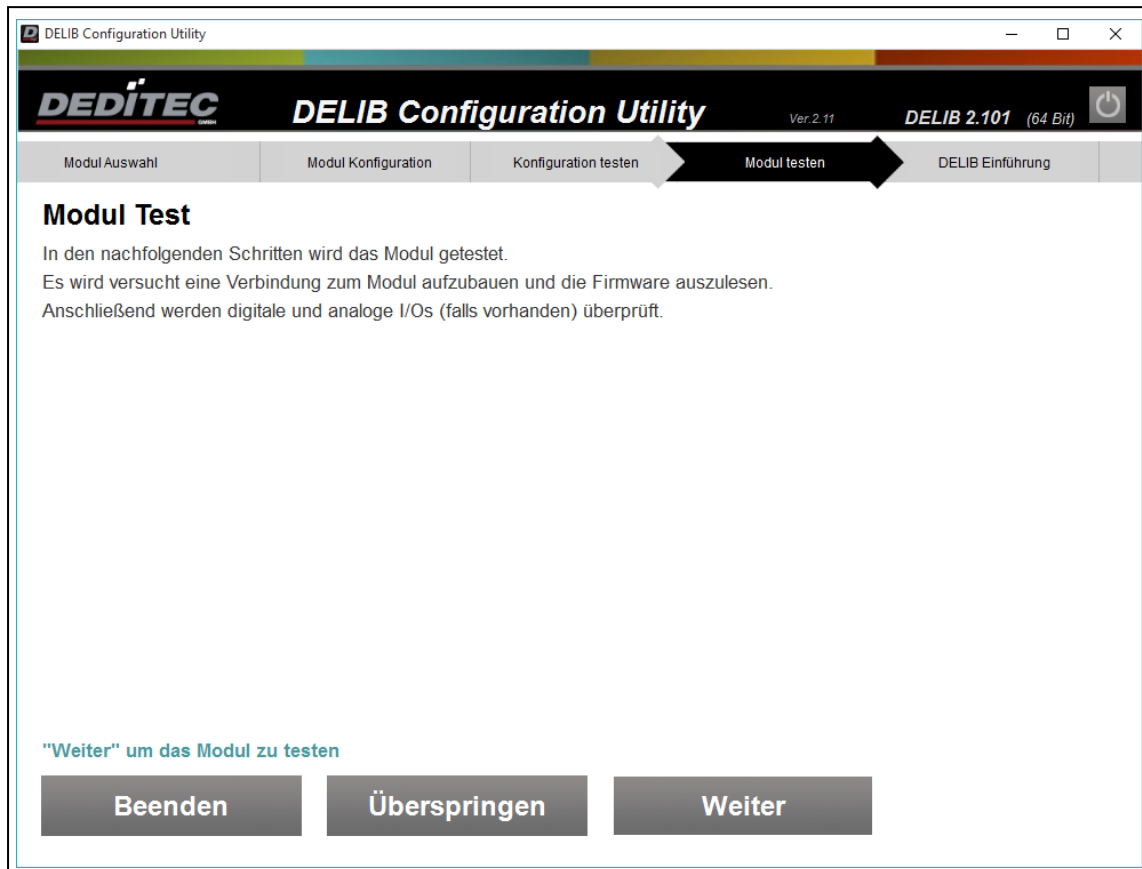 DELIB Configuration Utility
DEDITEC
GMBH
DELIB Configuration Utility
Ver.2.11
DELIB 2.101 (64 Bit)
Modul Auswahl
Modul Konfiguration
Konfiguration testen
Modul testen
DELIB Einführung
Modul Test
In den nachfolgenden Schritten wird das Modul getestet.
Es wird versucht eine Verbindung zum Modul aufzubauen und die Firmware auszulesen.
Anschließend werden digitale und analoge I/Os (falls vorhanden) überprüft.
"Weiter" um das Modul zu testen
Beenden
Überspringen
Weiter